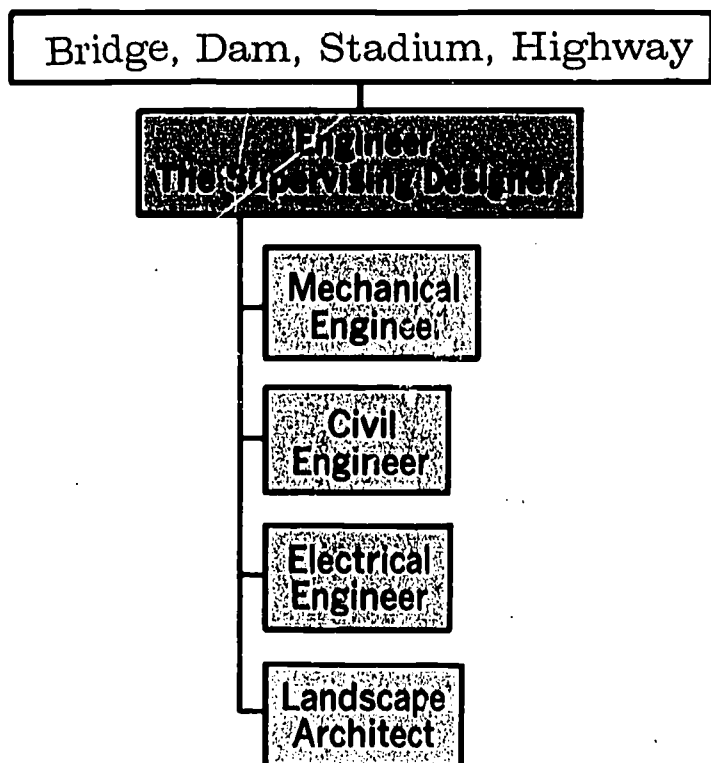 Bridge, Dam, Stadium, Highway
Engineer
The Supervising Designer
Mechanical
Engineer
Civil
Engineer
Electrical
Engineer
Landscape
Architect